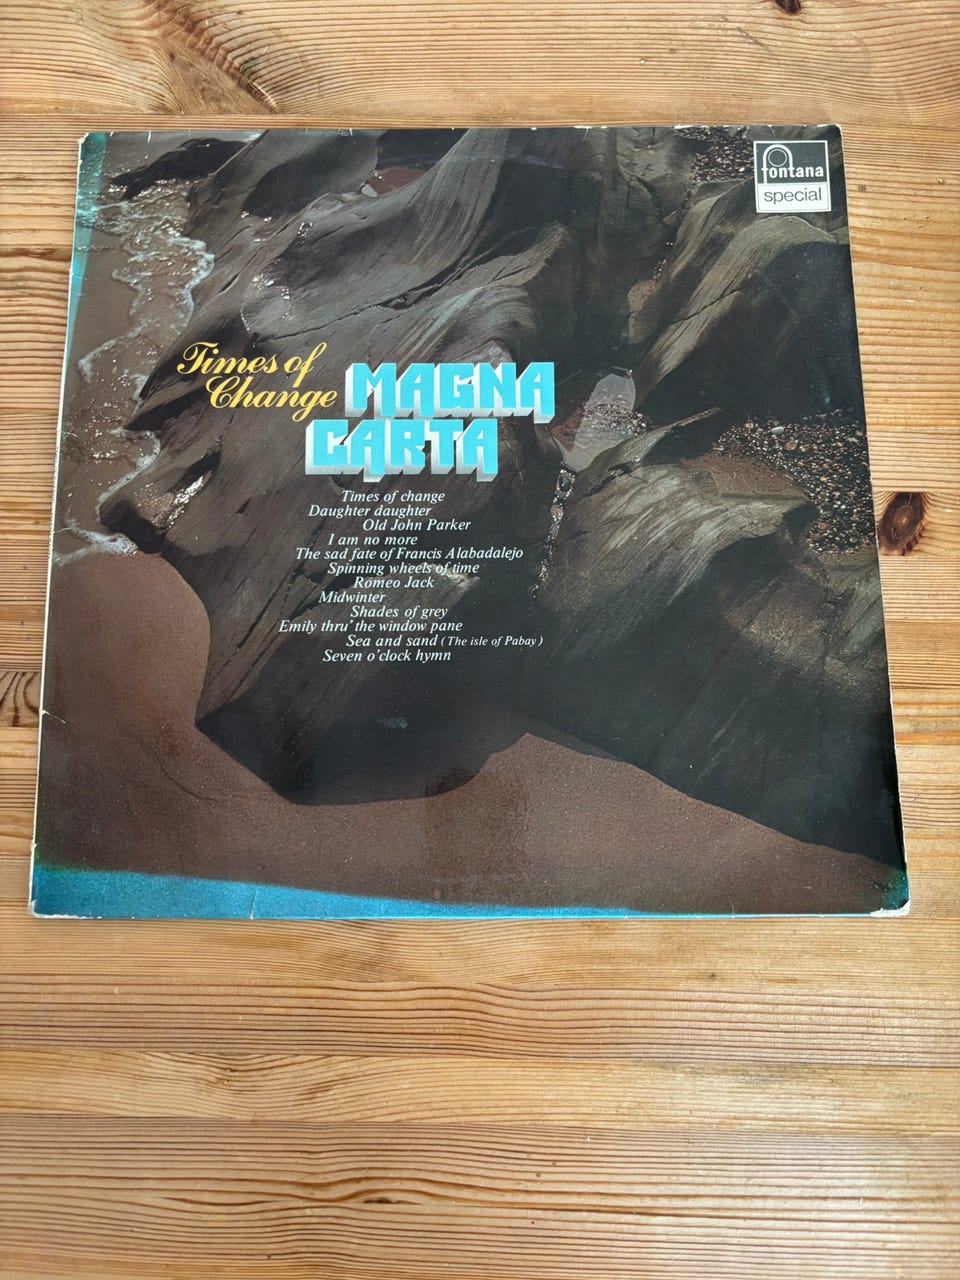 fontana
special
Times of
Change
MAGNA
CARTA
Times of change
Daughter daughter
Old John Parker
I am no more
The sad fate of Francis Alabadalejo
Spinning wheels of time
Romeo Jack
Midwinter
Shades of grey
Emily thru' the window pane
Sea and sand (The isle of Pabay)
Seven o'clock hymn